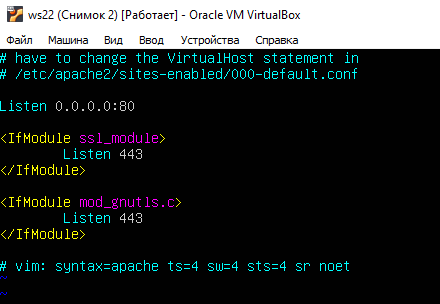 ws22 (Снимок 2) [Работает] - Oracle VM VirtualBox
Файл Машина Вид Ввод Устройства Справка
# have to change the VirtualHost statement in
# /etc/apache2/sites-enabled/000-default.conf
Listen 0.0.0.0:80
<IfModule ssl_module>
Listen 443
</IfModule>
<IfModule mod_gnutls.c>
Listen 443
</IfModule>
# vim: syntax=apache ts=4 sw=4 sts=4 sr noet
~
~